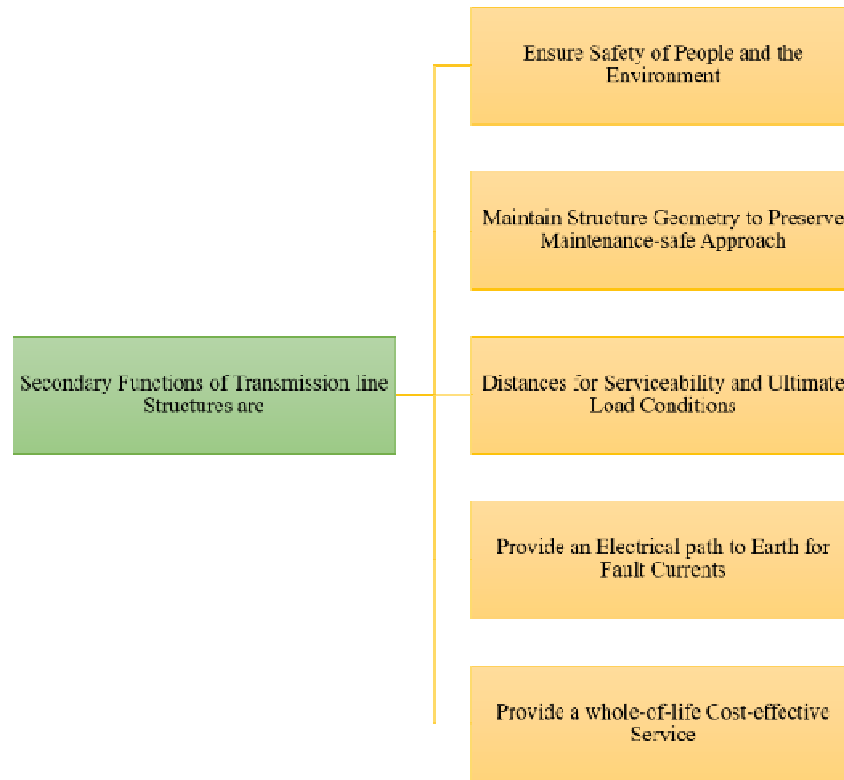 Ensure Safety of People and the
Environment
Maintain Structure Geometry to Preserve
Maintenance-safe Approach
Secondary Functions of Transmission line
Structures are
Distances for Serviceability and Ultimate
Load Conditions
Provide an Electrical path to Earth for
Fault Currents
Provide a whole-of-life Cost-effective
Service